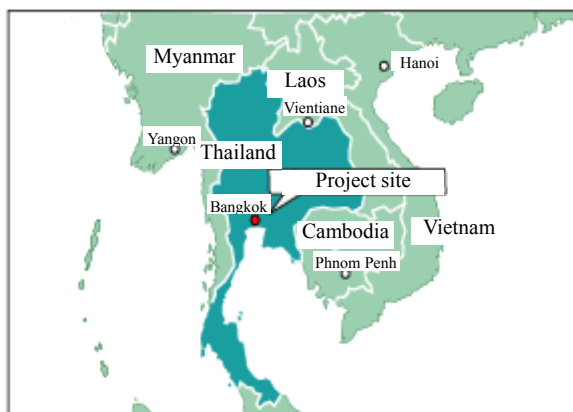 Myanmar
Hanoi
Laos
Vientiane
Yangon
Thailand
Project site
Bangkok
Cambodia
Vietnam
Phnom Penh